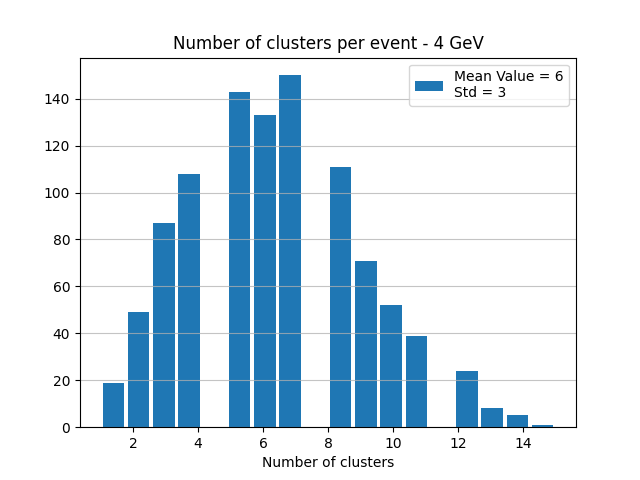 Number of clusters per event - 4 GeV
Mean Value = 6
Std = 3
140
120
100
80
60
40
20
0
2 4 6 8 10 12 14
Number of clusters